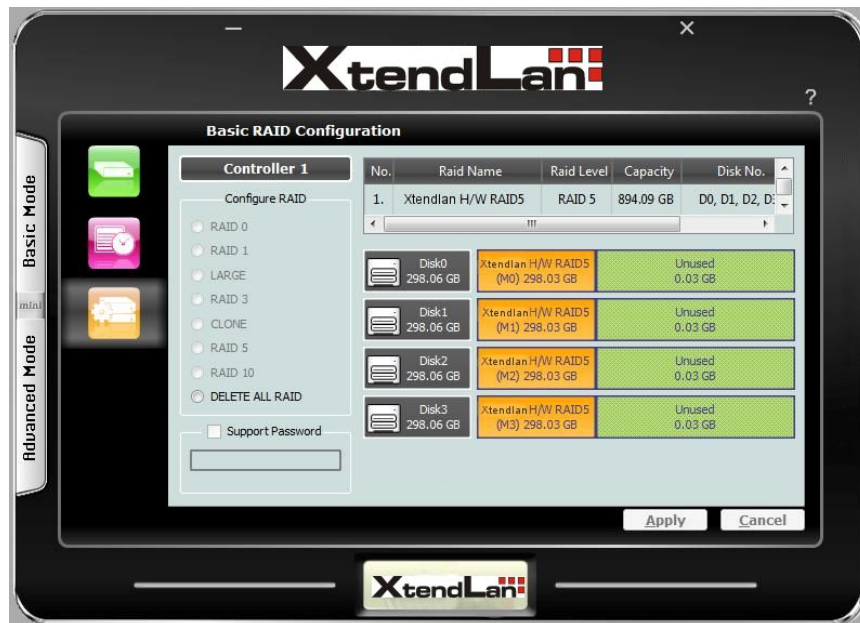 XtendLan
?
Basic RAID Configuration
Basic Mode
mini
Advanced Mode
Controller 1
Configure RAID
RAID 0
RAID 1
LARGE
RAID 3
CLONE
RAID 5
RAID 10
DELETE ALL RAID
Support Password
No. Raid Name Raid Level Capacity Disk No.
1. Xtendlan H/W RAID5 RAID 5 894.09 GB D0, D1, D2,
Disk0
298.06 GB
Xtendlan H/W RAID5
(M0) 298.03 GB
Unused
0.03 GB
Disk1
298.06 GB
Xtendlan H/W RAID5
(M1) 298.03 GB
Unused
0.03 GB
Disk2
298.06 GB
Xtendlan H/W RAID5
(M2) 298.03 GB
Unused
0.03 GB
Disk3
298.06 GB
Xtendlan H/W RAID5
(M3) 298.03 GB
Unused
0.03 GB
Apply Cancel
XtendLan